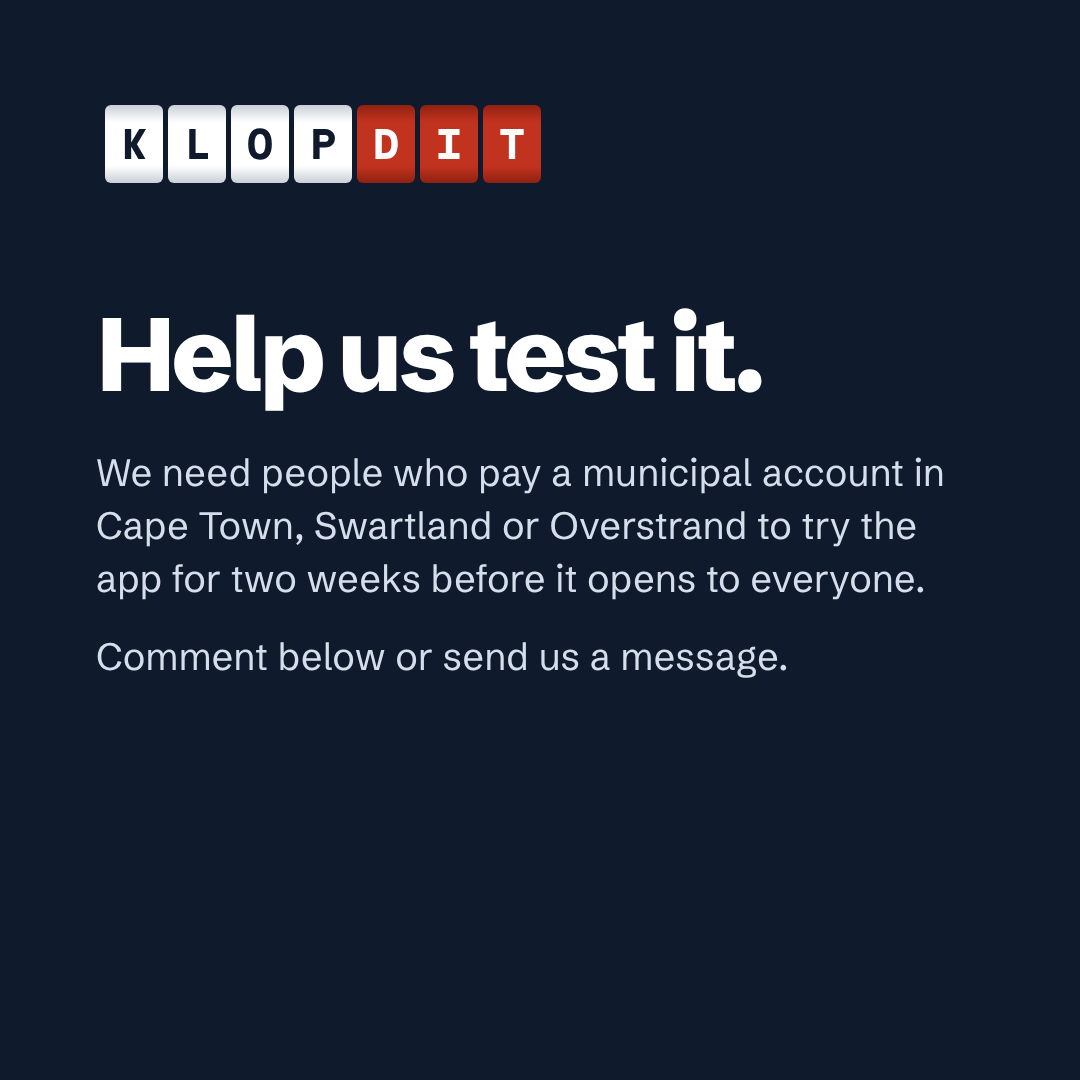 KLOPDIT
Help us test it.
We need people who pay a municipal account in
Cape Town, Swartland or Overstrand to try the
app for two weeks before it opens to everyone.
Comment below or send us a message.